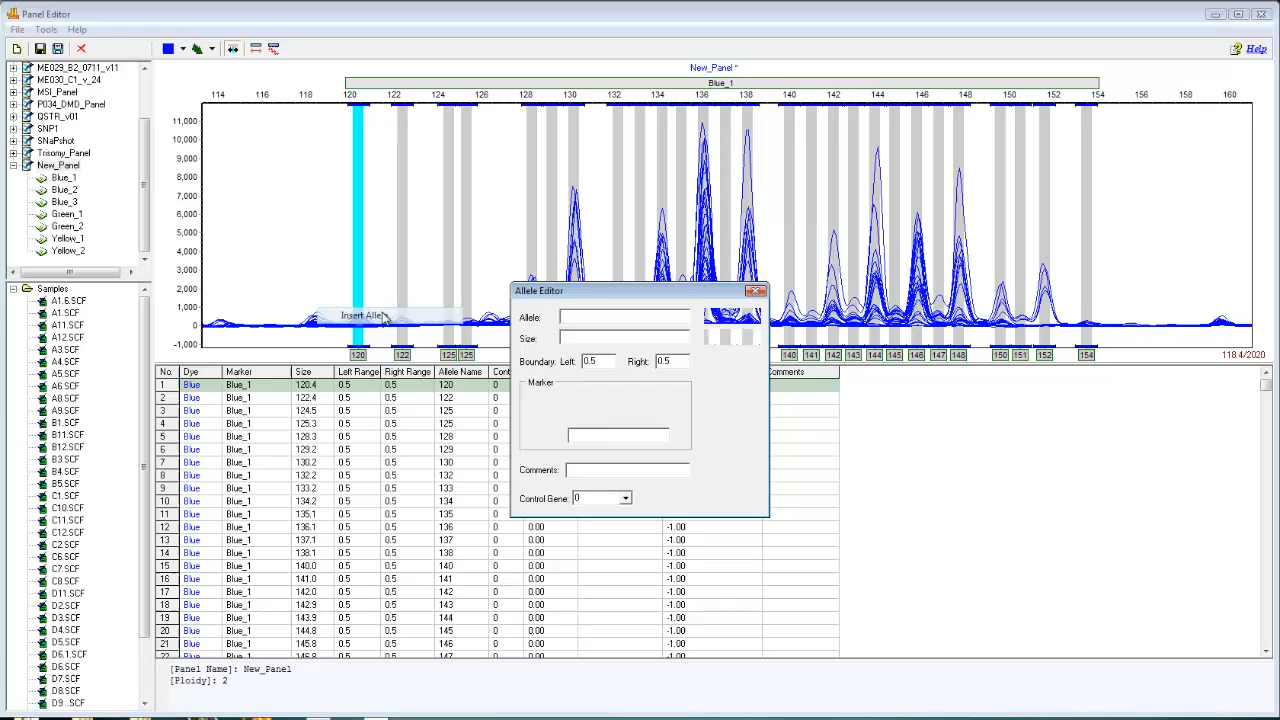 Panel Editor
File Tools Help
Help
ME029_B2_0711_v11
ME030_C1_v_24
MSI_Panel
P034_DMD_Panel
QSTR_v01
SNP1
SNaPshot
Trisomy_Panel
New_Panel
Blue_1
Blue_2
Blue_3
Green_1
Green_2
Yellow_1
Yellow_2
Samples
A1.6.SCF
A1.SCF
A11.SCF
A12.SCF
A3.SCF
A4.SCF
A5.SCF
A6.SCF
A8.SCF
A9.SCF
B1.SCF
B11.SCF
B12.SCF
B3.SCF
B4.SCF
B5.SCF
C1.SCF
C10.SCF
C11.SCF
C12.SCF
C2.SCF
C6.SCF
C7.SCF
C8.SCF
D11.SCF
D2.SCF
D3.SCF
D4.SCF
D5.SCF
D6.1.SCF
D6.SCF
D7.SCF
D8.SCF
D9...SCF
New_Panel *
Blue_1
114 116 118 120 122 124 126 128 130 132 134 136 138 140 142 144 146 148 150 152 154 158 160
11,000
10,000
9,000
8,000
7,000
6,000
5,000
4,000
3,000
2,000
1,000
0
-1,000
Insert Allele
120 122 125 125 140 141 142 143 144 145 146 147 148 150 151 152 154
118.4/2020
Allele Editor
Allele:
Size:
Boundary: Left: 0.5 Right: 0.5
Marker
Comments:
Control Gene: 0
No. Dye Marker Size Left Range Right Range Allele Name Comments
1 Blue Blue_1 120.4 0.5 0.5 120 0
2 Blue Blue_1 122.4 0.5 0.5 122 0
3 Blue Blue_1 124.5 0.5 0.5 125 0
4 Blue Blue_1 125.3 0.5 0.5 125 0
5 Blue Blue_1 128.3 0.5 0.5 128 0
6 Blue Blue_1 129.2 0.5 0.5 129 0
7 Blue Blue_1 130.2 0.5 0.5 130 0
8 Blue Blue_1 132.2 0.5 0.5 132 0
9 Blue Blue_1 133.2 0.5 0.5 133 0
10 Blue Blue_1 134.2 0.5 0.5 134 0
11 Blue Blue_1 135.1 0.5 0.5 135 0
12 Blue Blue_1 136.1 0.5 0.5 136 0 0.00 -1.00
13 Blue Blue_1 137.1 0.5 0.5 137 0 0.00 -1.00
14 Blue Blue_1 138.1 0.5 0.5 138 0 0.00 -1.00
15 Blue Blue_1 140.0 0.5 0.5 140 0 0.00 -1.00
16 Blue Blue_1 141.0 0.5 0.5 141 0 0.00 -1.00
17 Blue Blue_1 142.0 0.5 0.5 142 0 0.00 -1.00
18 Blue Blue_1 142.9 0.5 0.5 143 0 0.00 -1.00
19 Blue Blue_1 143.9 0.5 0.5 144 0 0.00 -1.00
20 Blue Blue_1 144.8 0.5 0.5 145 0 0.00 -1.00
21 Blue Blue_1 145.8 0.5 0.5 146 0 0.00 -1.00
22 Blue Blue_1 146.8 0.5 0.5 147 0 0.00 -1.00
[Panel Name]: New_Panel
[Ploidy]: 2